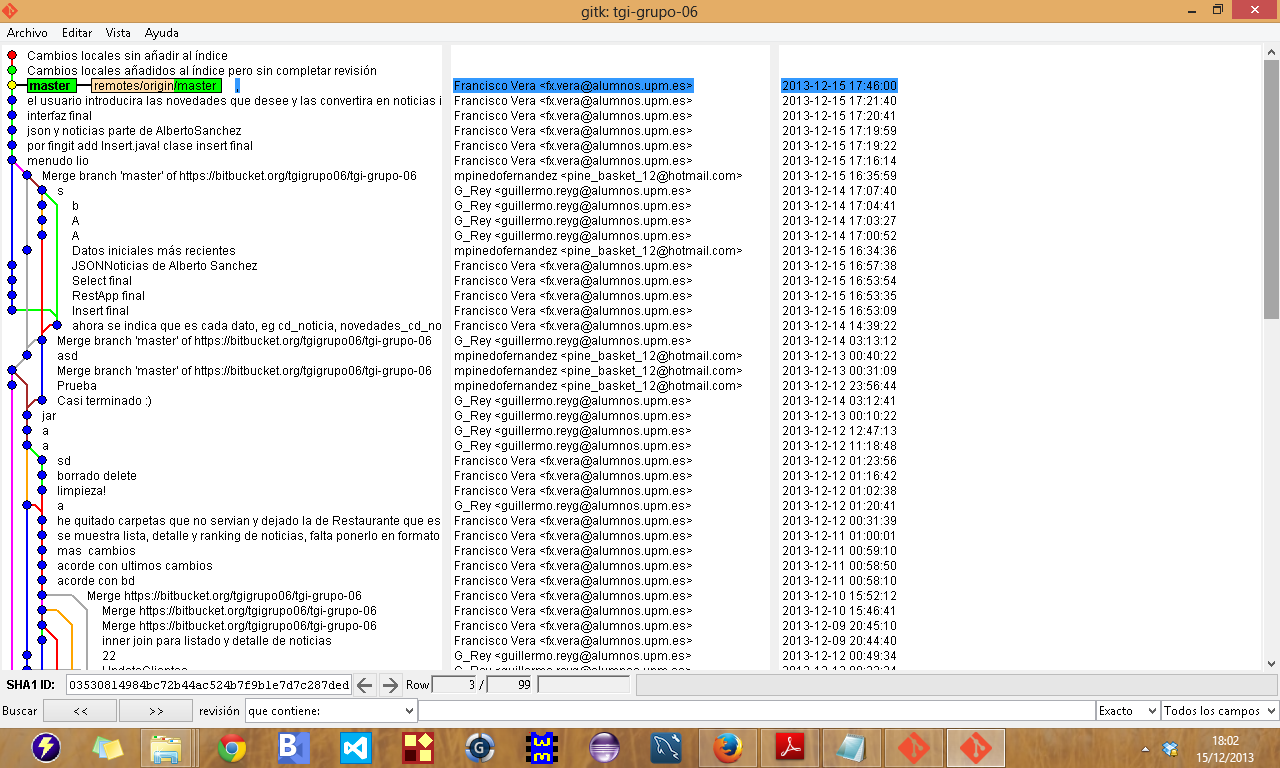 gitk: tgi-grupo-06
Archivo Editar Vista Ayuda
Cambios locales sin añadir al índice
Cambios locales añadidos al índice pero sin completar revisión
master remotes/origin/master , Francisco Vera <fx.vera@alumnos.upm.es> 2013-12-15 17:46:00
el usuario introducira las novedades que desee y las convertira en noticias i Francisco Vera <fx.vera@alumnos.upm.es> 2013-12-15 17:21:40
interfaz final Francisco Vera <fx.vera@alumnos.upm.es> 2013-12-15 17:20:41
json y noticias parte de AlbertoSanchez Francisco Vera <fx.vera@alumnos.upm.es> 2013-12-15 17:19:59
por fingit add Insert.java! clase insert final Francisco Vera <fx.vera@alumnos.upm.es> 2013-12-15 17:19:22
menudo lio Francisco Vera <fx.vera@alumnos.upm.es> 2013-12-15 17:16:14
Merge branch 'master' of https://bitbucket.org/tgigrupo06/tgi-grupo-06 mpinedofernandez <pine_basket_12@hotmail.com> 2013-12-15 16:35:59
s G_Rey <guillermo.reyg@alumnos.upm.es> 2013-12-14 17:07:40
b G_Rey <guillermo.reyg@alumnos.upm.es> 2013-12-14 17:04:41
A G_Rey <guillermo.reyg@alumnos.upm.es> 2013-12-14 17:03:27
A G_Rey <guillermo.reyg@alumnos.upm.es> 2013-12-14 17:00:52
Datos iniciales más recientes mpinedofernandez <pine_basket_12@hotmail.com> 2013-12-15 16:34:36
JSONNoticias de Alberto Sanchez Francisco Vera <fx.vera@alumnos.upm.es> 2013-12-15 16:57:38
Select final Francisco Vera <fx.vera@alumnos.upm.es> 2013-12-15 16:53:54
RestApp final Francisco Vera <fx.vera@alumnos.upm.es> 2013-12-15 16:53:35
Insert final Francisco Vera <fx.vera@alumnos.upm.es> 2013-12-15 16:53:09
ahora se indica que es cada dato, eg cd_noticia, novedades_cd_no Francisco Vera <fx.vera@alumnos.upm.es> 2013-12-14 14:39:22
Merge branch 'master' of https://bitbucket.org/tgigrupo06/tgi-grupo-06 G_Rey <guillermo.reyg@alumnos.upm.es> 2013-12-14 03:13:12
asd mpinedofernandez <pine_basket_12@hotmail.com> 2013-12-13 00:40:22
Merge branch 'master' of https://bitbucket.org/tgigrupo06/tgi-grupo-06 mpinedofernandez <pine_basket_12@hotmail.com> 2013-12-13 00:31:09
Prueba mpinedofernandez <pine_basket_12@hotmail.com> 2013-12-12 23:56:44
Casi terminado :) G_Rey <guillermo.reyg@alumnos.upm.es> 2013-12-14 03:12:41
jar G_Rey <guillermo.reyg@alumnos.upm.es> 2013-12-13 00:10:22
a G_Rey <guillermo.reyg@alumnos.upm.es> 2013-12-12 12:47:13
a G_Rey <guillermo.reyg@alumnos.upm.es> 2013-12-12 11:18:48
sd Francisco Vera <fx.vera@alumnos.upm.es> 2013-12-12 01:23:56
borrado delete Francisco Vera <fx.vera@alumnos.upm.es> 2013-12-12 01:16:42
limpieza! Francisco Vera <fx.vera@alumnos.upm.es> 2013-12-12 01:02:38
a G_Rey <guillermo.reyg@alumnos.upm.es> 2013-12-12 01:20:41
he quitado carpetas que no servian y dejado la de Restaurante que es Francisco Vera <fx.vera@alumnos.upm.es> 2013-12-12 00:31:39
se muestra lista, detalle y ranking de noticias, falta ponerlo en formato Francisco Vera <fx.vera@alumnos.upm.es> 2013-12-11 01:00:01
mas cambios Francisco Vera <fx.vera@alumnos.upm.es> 2013-12-11 00:59:10
acorde con ultimos cambios Francisco Vera <fx.vera@alumnos.upm.es> 2013-12-11 00:58:50
acorde con bd Francisco Vera <fx.vera@alumnos.upm.es> 2013-12-11 00:58:10
Merge https://bitbucket.org/tgigrupo06/tgi-grupo-06 Francisco Vera <fx.vera@alumnos.upm.es> 2013-12-10 15:52:12
Merge https://bitbucket.org/tgigrupo06/tgi-grupo-06 Francisco Vera <fx.vera@alumnos.upm.es> 2013-12-10 15:46:41
Merge https://bitbucket.org/tgigrupo06/tgi-grupo-06 Francisco Vera <fx.vera@alumnos.upm.es> 2013-12-09 20:45:10
inner join para listado y detalle de noticias Francisco Vera <fx.vera@alumnos.upm.es> 2013-12-09 20:44:40
22 G_Rey <guillermo.reyg@alumnos.upm.es> 2013-12-12 00:49:34
SHA1 ID: 03530814984bc72b44ac524b7f9b1e7d7c287ded Row 3 / 99
Buscar << >> revisión que contiene: Exacto Todos los campos
18:02
15/12/2013